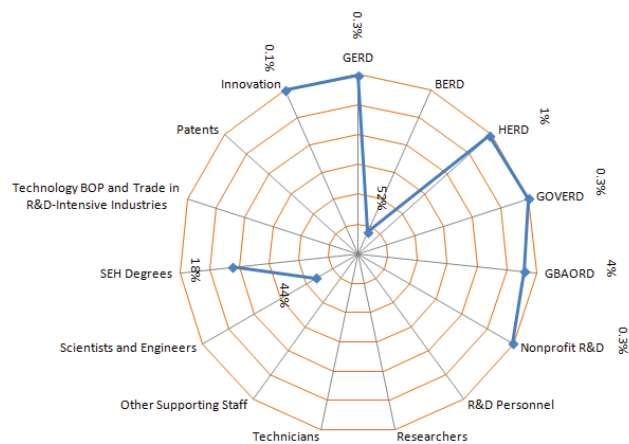 0.3%
0.1%
GERD
Innovation
BERD
1%
Patents
HERD
52%
0.3%
Technology BOP and Trade in
R&D-Intensive Industries
GOVERD
18%
SEH Degrees
4%
GBAORD
44%
0.3%
Scientists and Engineers
Nonprofit R&D
Other Supporting Staff
R&D Personnel
Technicians
Researchers